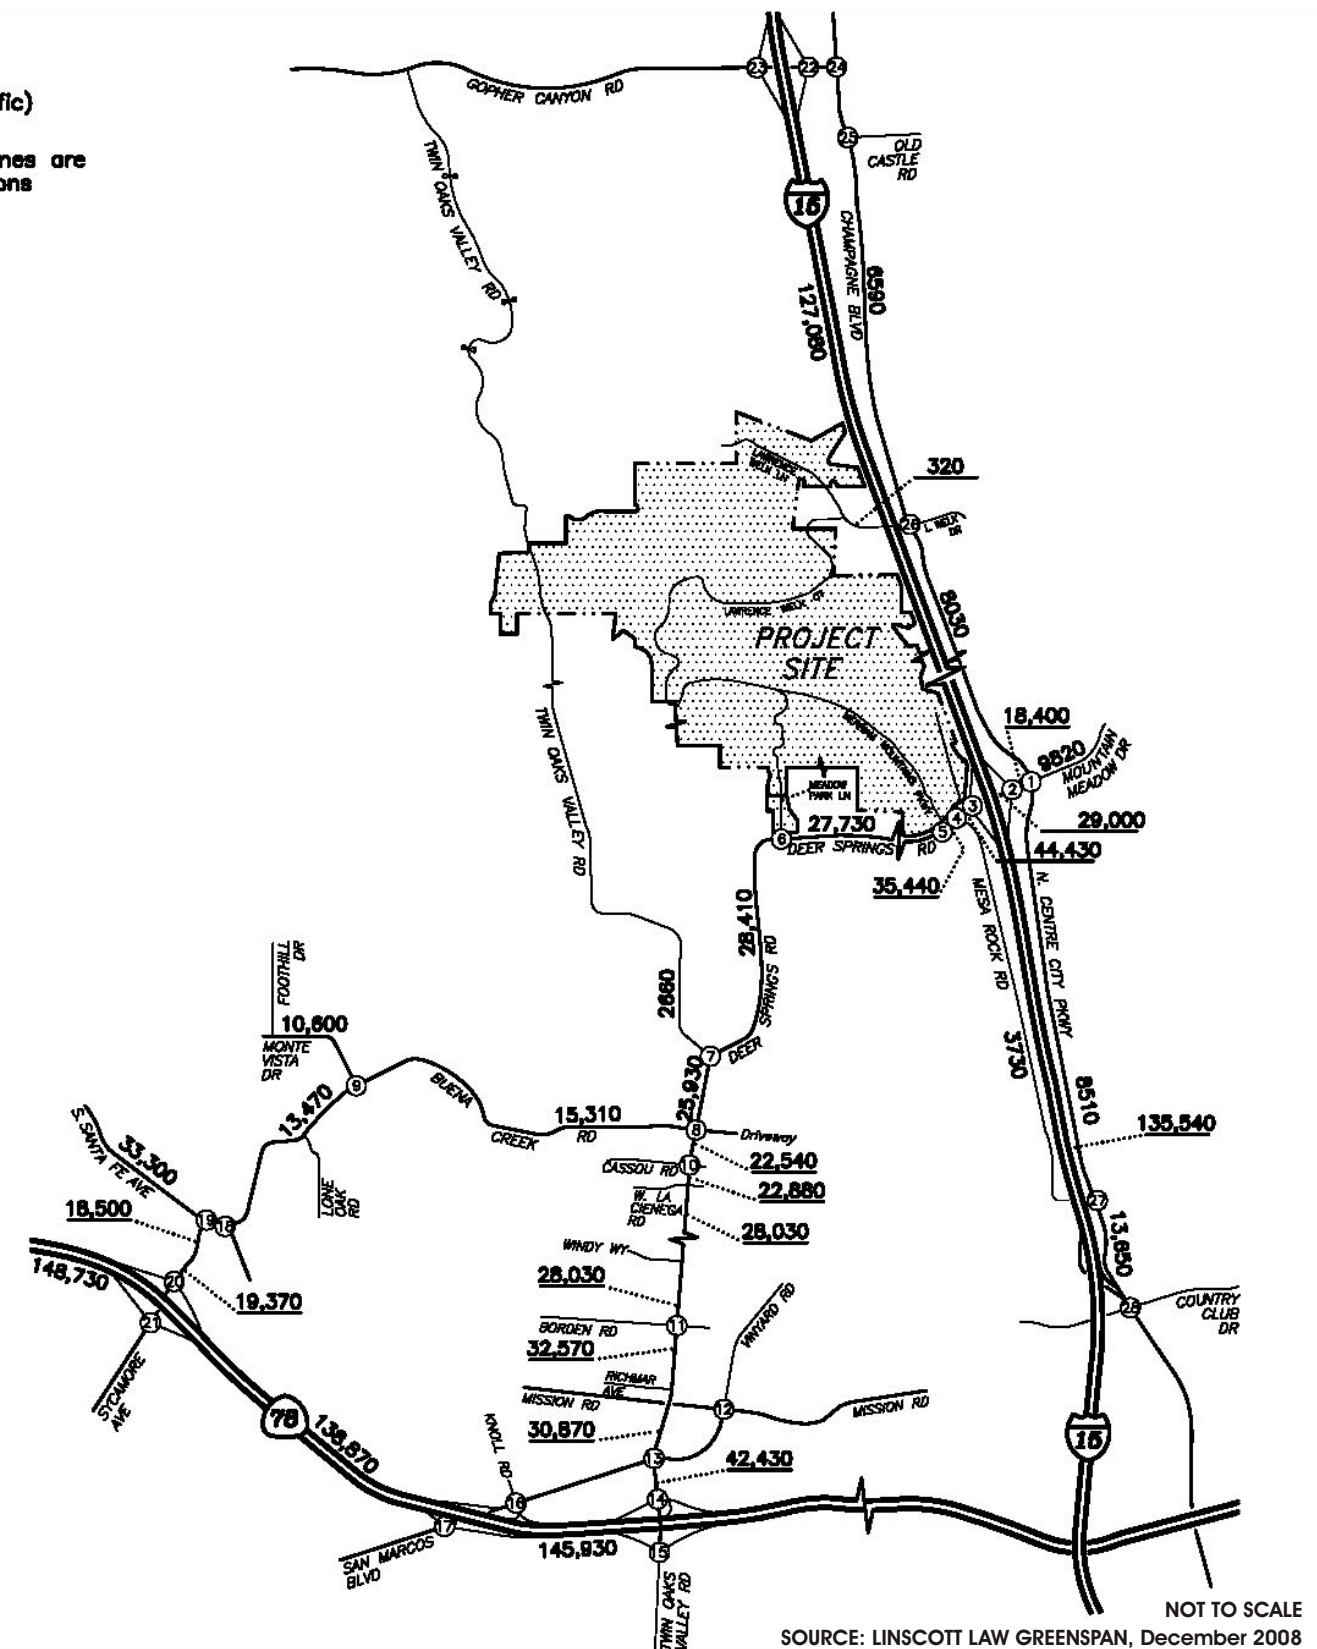 fic)
nes are
ons
23
22
24
GOPHER CANYON RD
25
OLD
CASTLE
RD
TWIN OAKS VALLEY RD
15
CHAMPAGNE BLVD
6590
127,080
320
LAWRENCE
WELK LN
26
L. WELK
DR
LAWRENCE WELK CT
8030
PROJECT
SITE
18,400
9820
MOUNTAIN
MEADOW DR
TWIN OAKS VALLEY RD
MERRIAM MOUNTAINS PKWY
MEADOW
PARK LN
1
2
3
4
5
6
27,730
DEER SPRINGS RD
29,000
44,430
35,440
28,410
MESA ROCK RD
N. CENTRE CITY PKWY
FOOTHILL
DR
2660
DEER SPRINGS RD
10,600
MONTE
VISTA
DR
3730
7
9
BUENA CREEK RD
25,930
8510
13,470
15,310
8
Driveway
135,540
S. SANTA FE AVE
33,300
CASSOU RD
10
22,540
LONE
OAK
RD
22,880
W. LA
CIENEGA
RD
27
18,500
19
18
28,030
13,650
WINDY WY
148,730
20
28,030
19,370
VINYARD RD
28
COUNTRY
CLUB
DR
21
BORDEN RD
11
32,570
SYCAMORE
AVE
RICHMAR
AVE
MISSION RD
12
MISSION RD
78
138,870
KNOLL RD
30,870
13
15
42,430
16
14
17
SAN MARCOS
BLVD
145,930
15
TWIN OAKS
VALLEY RD
NOT TO SCALE
SOURCE: LINSCOTT LAW GREENSPAN, December 2008